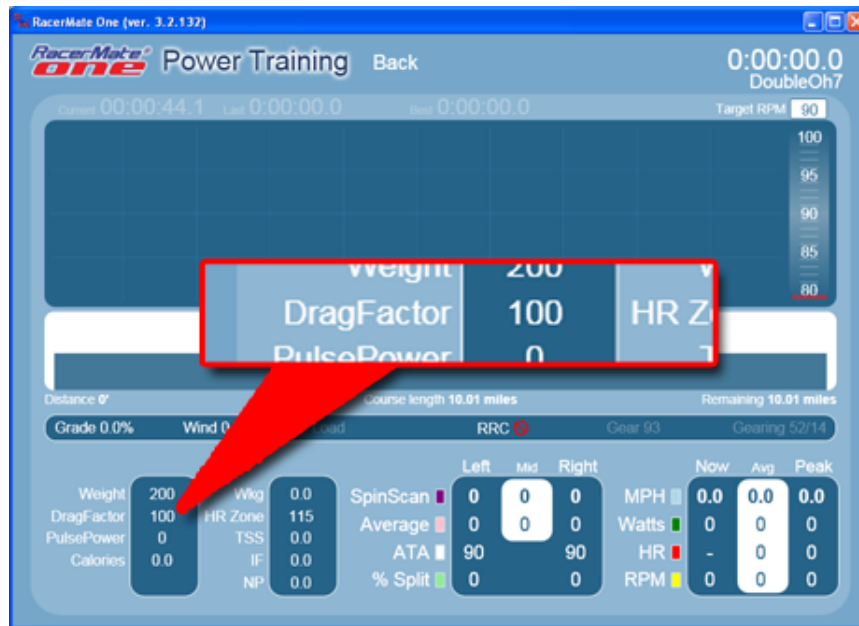 RacerMate One (ver. 3.2.132)
RacerMate one Power Training Back 0:00:00.0
DoubleOh7
Current 00:00:44.1 Last 0:00:00.0 Best 0:00:00.0 Target RPM 90
100
95
90
85
80
Weight 200
DragFactor 100 HR Z
PulsePower 0
Distance 0' Course length 10.01 miles Remaining 10.01 miles
Grade 0.0% Wind 0 Load RRC Gear 93 Gearing 52/14
Left Mid Right Now Avg Peak
Weight 200 Wkg 0.0 SpinScan 0 0 0 MPH 0.0 0.0 0.0
DragFactor 100 HR Zone 115 Average 0 0 0 Watts 0 0 0
PulsePower 0 TSS 0.0 ATA 90 90 HR - 0 0
Calories 0.0 IF 0.0 % Split 0 0 RPM 0 0 0
NP 0.0